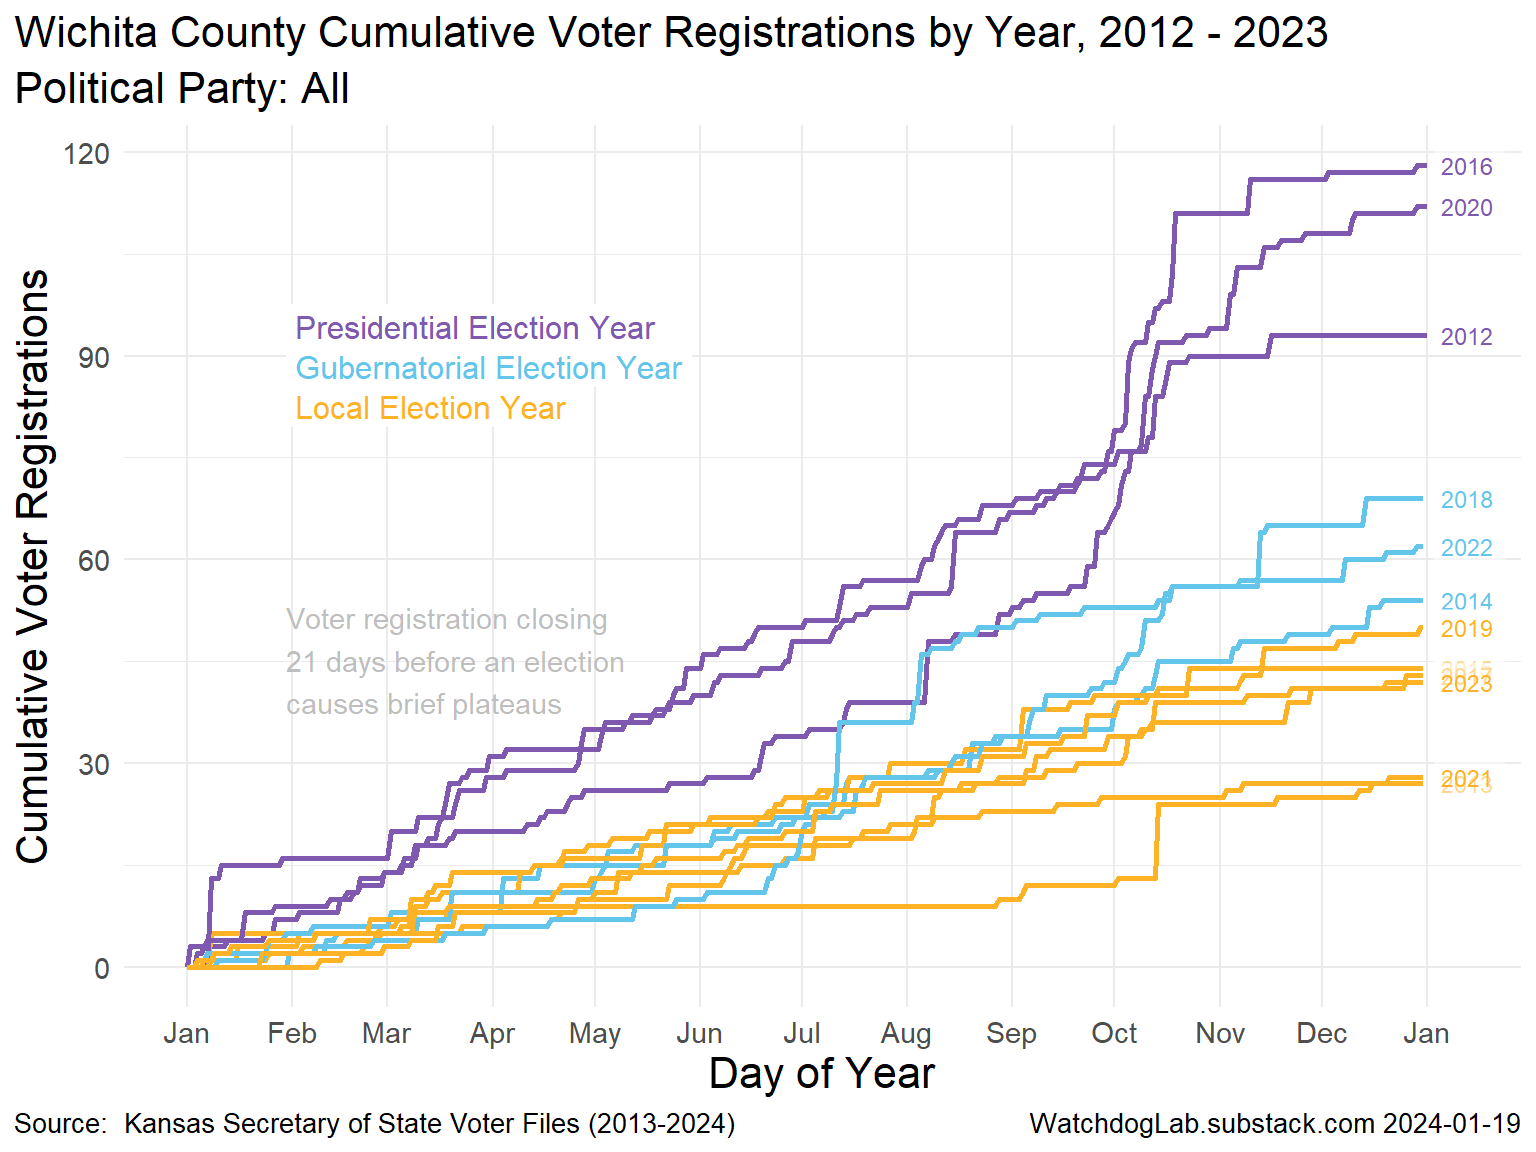 Wichita County Cumulative Voter Registrations by Year, 2012 - 2023
Political Party: All
Cumulative Voter Registrations
120
90
60
30
0
Presidential Election Year
Gubernatorial Election Year
Local Election Year
Voter registration closing
21 days before an election
causes brief plateaus
2016
2020
2012
2018
2022
2014
2019
2023
2021
Jan Feb Mar Apr May Jun Jul Aug Sep Oct Nov Dec Jan
Day of Year
Source:  Kansas Secretary of State Voter Files (2013-2024)
WatchdogLab.substack.com 2024-01-19